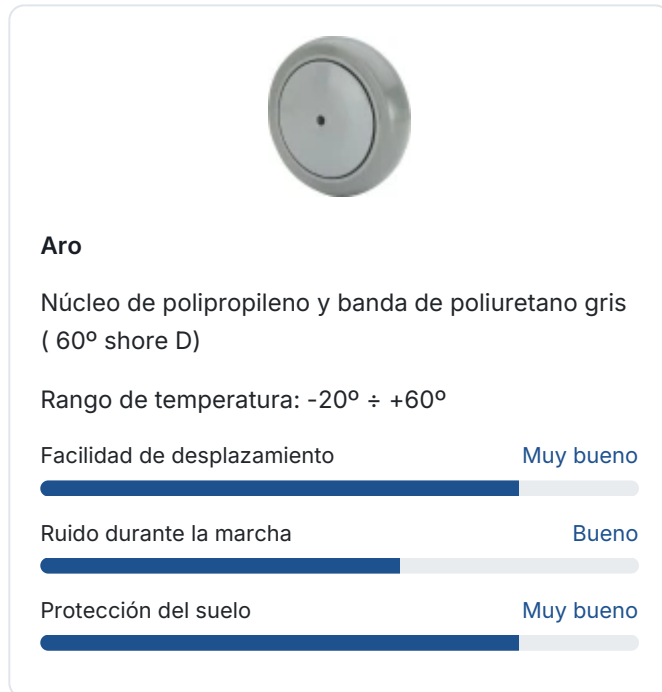 Aro
Núcleo de polipropileno y banda de poliuretano gris
( 60º shore D)
Rango de temperatura: -20º ÷ +60º
Facilidad de desplazamiento Muy bueno
Ruido durante la marcha Bueno
Protección del suelo Muy bueno